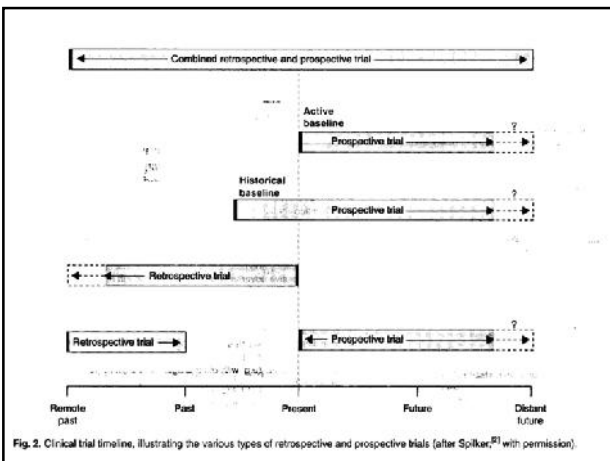 Combined retrospective and prospective trial
Active
baseline
?
Prospective trial
Historical
baseline
?
Prospective trial
Retrospective trial
?
Retrospective trial
Prospective trial
Remote
past
Past
Present
Future
Distant
future
Fig. 2. Clinical trial timeline, illustrating the various types of retrospective and prospective trials (after Spilker,[2] with permission).